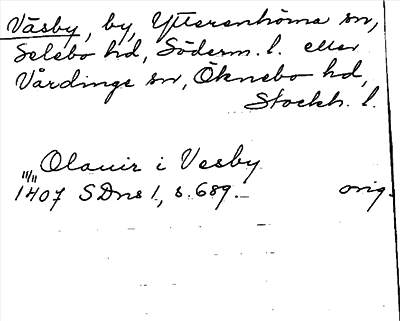 Väsby, by, Ytterenhörna sn,
Selebo hd, Söderm. l. eller
Vårdinge sn, Öknebo hd,
Stockh. l.
Olauir i Vesby
11/11
1407 SDns 1, s. 689. orig.